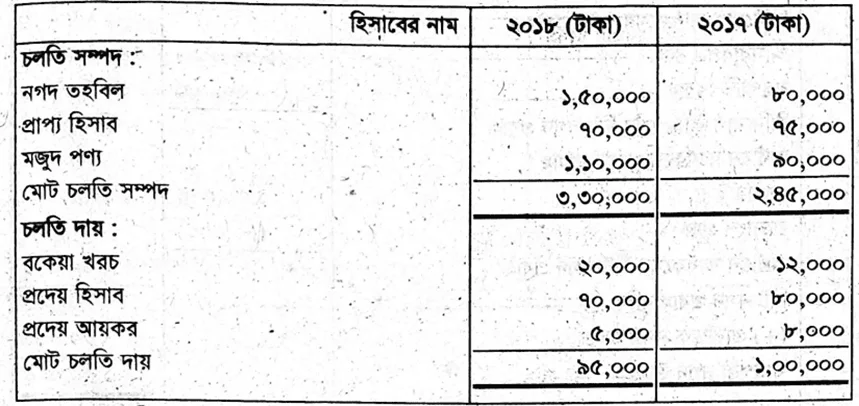 হিসাবের নাম ২০১৮ (টাকা) ২০১৭ (টাকা)
চলতি সম্পদ :
নগদ তহবিল ১,৫০,০০০ ৮০,০০০
প্রাপ্য হিসাব ৭০,০০০ ৭৫,০০০
মজুদ পণ্য ১,১০,০০০ ৯০,০০০
মোট চলতি সম্পদ ৩,৩০,০০০ ২,৪৫,০০০
চলতি দায় :
বকেয়া খরচ ২০,০০০ ১২,০০০
প্রদেয় হিসাব ৭০,০০০ ৮০,০০০
প্রদেয় আয়কর ৫,০০০ ৮,০০০
মোট চলতি দায় ৯৫,০০০ ১,০০,০০০